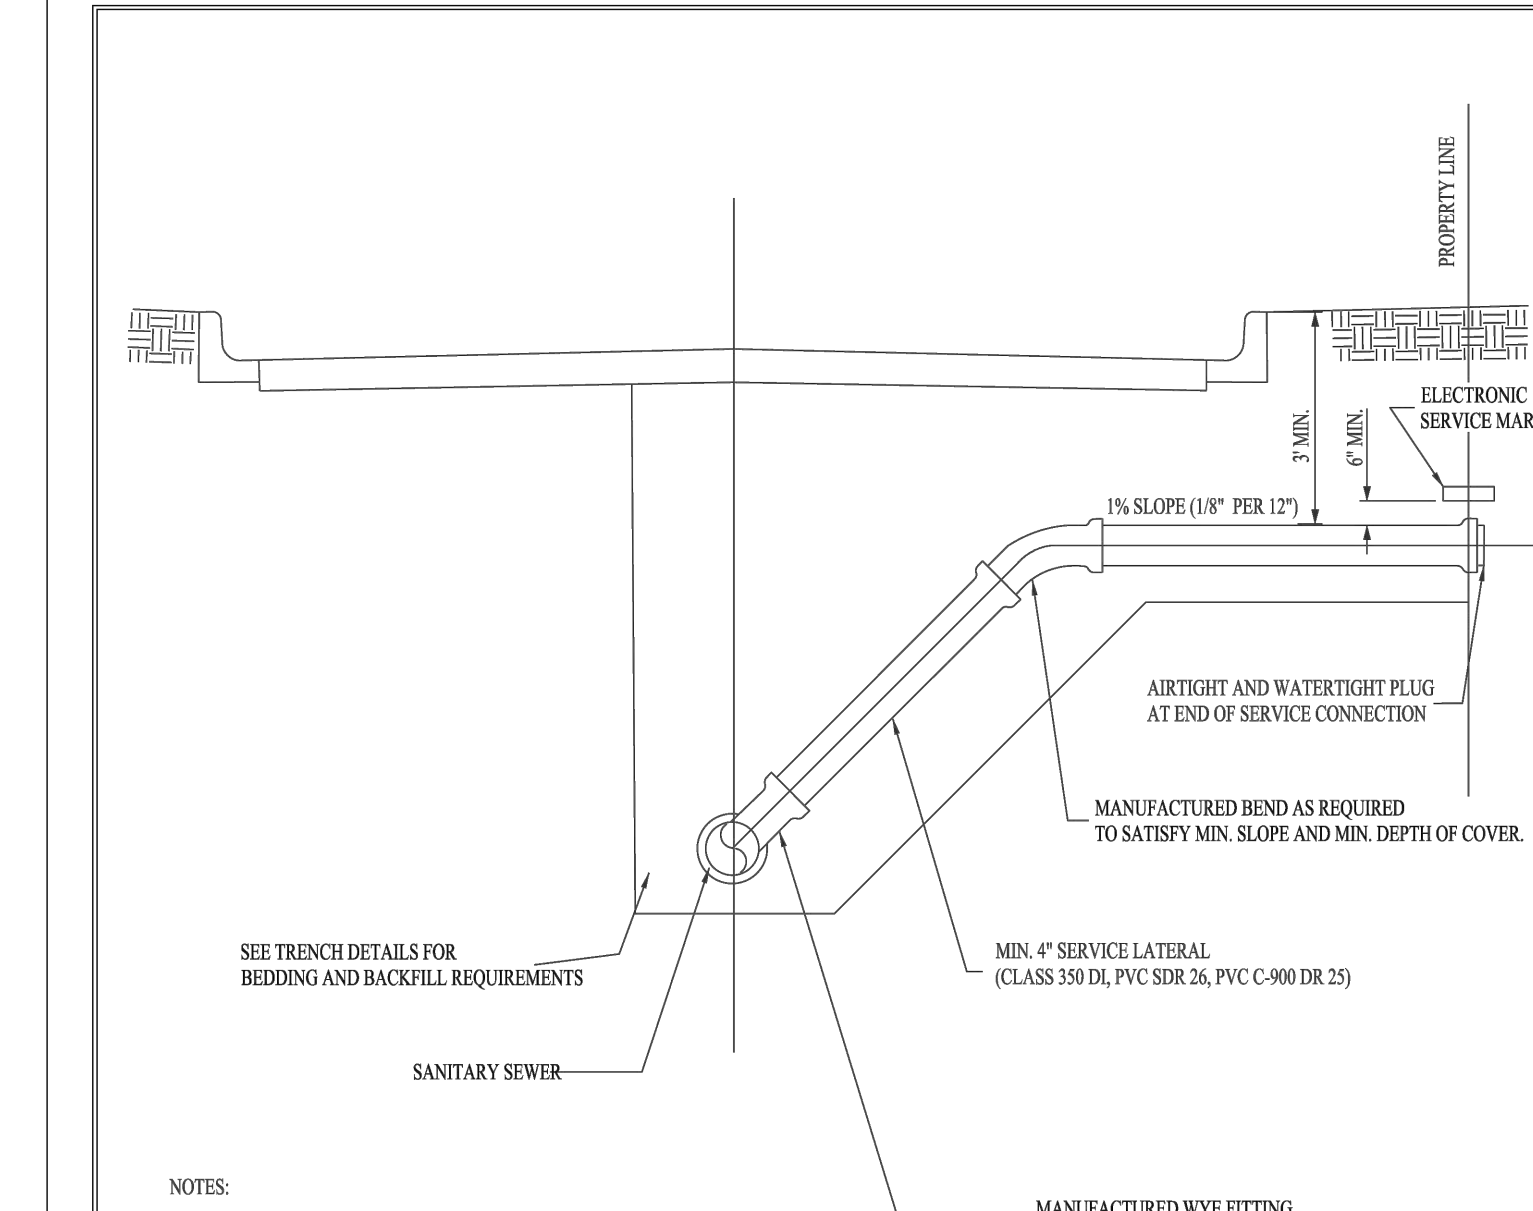 PROPERTY LINE
ELECTRONIC
SERVICE MAR
3' MIN.
6" MIN.
1% SLOPE (1/8" PER 12")
AIRTIGHT AND WATERTIGHT PLUG
AT END OF SERVICE CONNECTION
MANUFACTURED BEND AS REQUIRED
TO SATISFY MIN. SLOPE AND MIN. DEPTH OF COVER.
SEE TRENCH DETAILS FOR
BEDDING AND BACKFILL REQUIREMENTS
MIN. 4" SERVICE LATERAL
(CLASS 350 DI, PVC SDR 26, PVC C-900 DR 25)
SANITARY SEWER
NOTES:
MANUFACTURED WYE FITTING